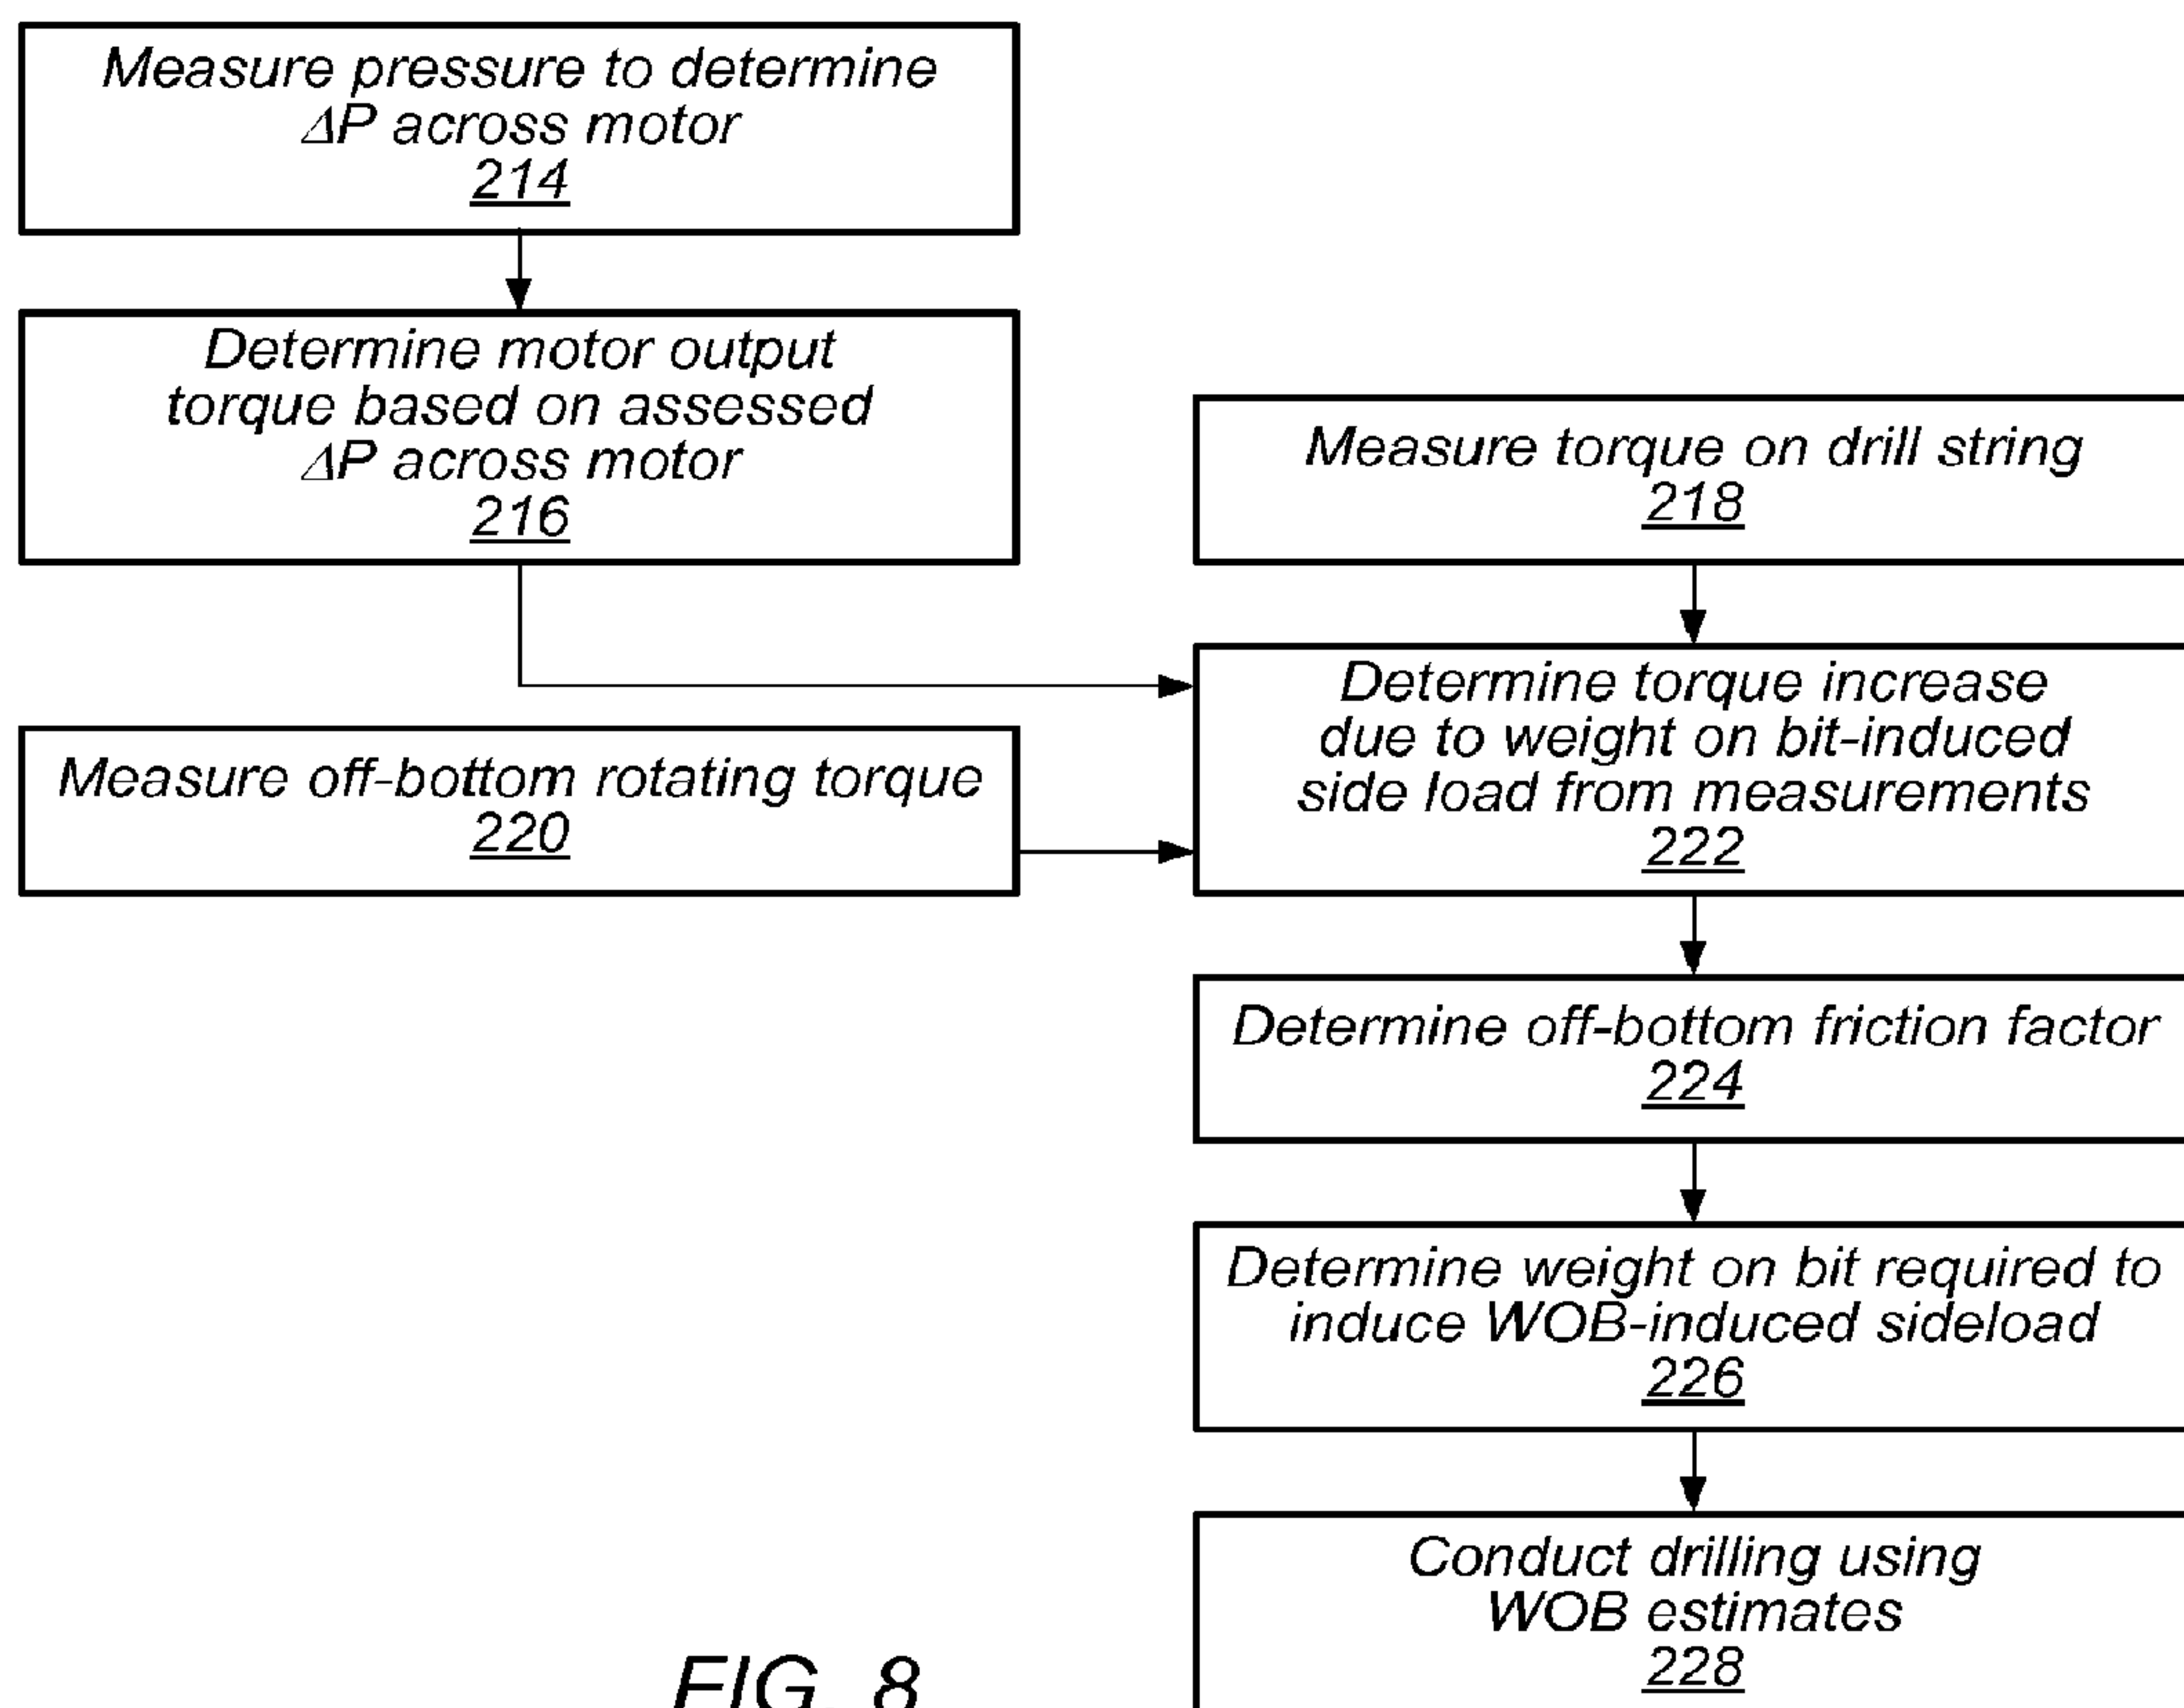 Measure pressure to determine
ΔP across motor
214
Determine motor output
torque based on assessed
ΔP across motor
216
Measure torque on drill string
218
Measure off-bottom rotating torque
220
Determine torque increase
due to weight on bit-induced
side load from measurements
222
Determine off-bottom friction factor
224
Determine weight on bit required to
induce WOB-induced sideload
226
Conduct drilling using
WOB estimates
228
FIG. 8